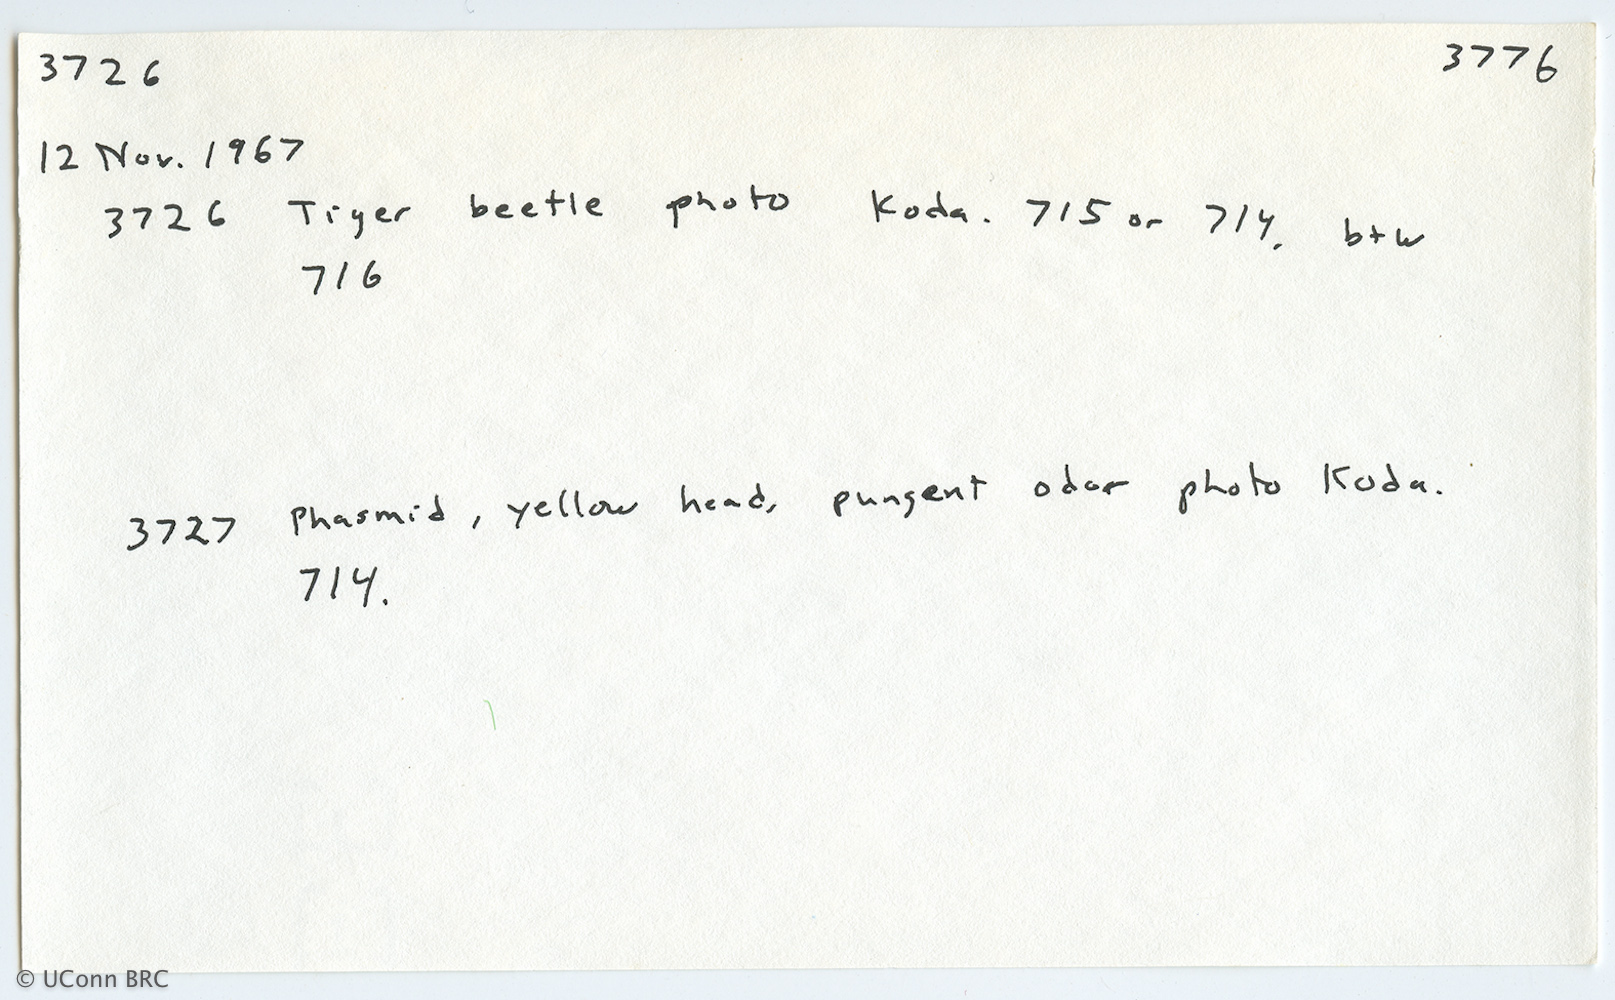 3726 3776
12 Nov. 1967
3726 Tiger beetle photo Koda. 715 or 714. b+w
716
3727 Phasmid, yellow head, pungent odor photo Koda.
714.
© UConn BRC